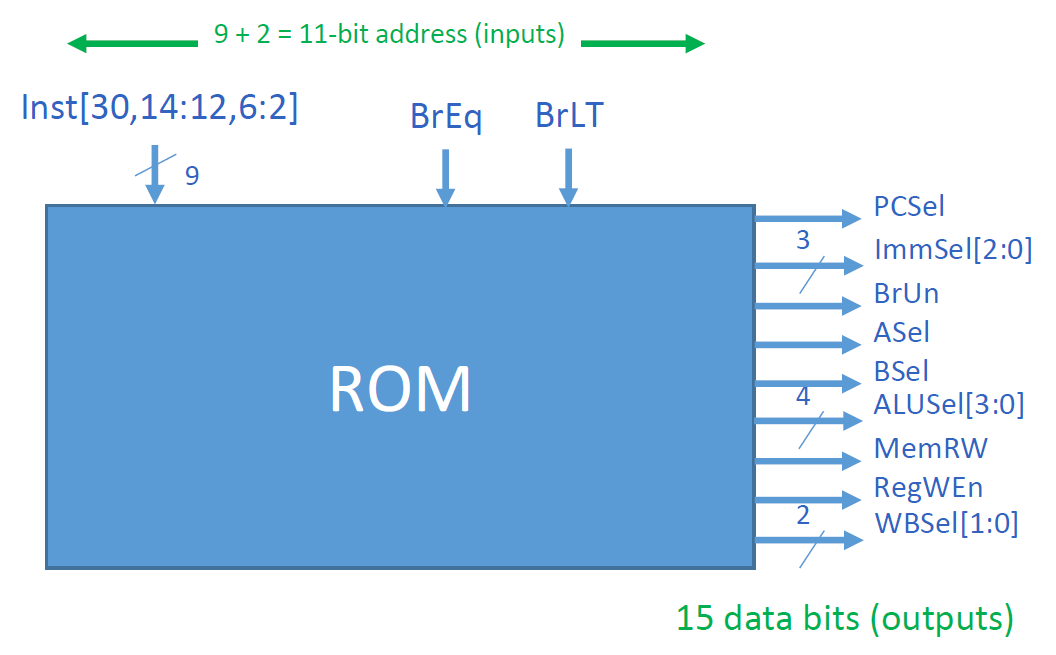 9 + 2 = 11-bit address (inputs)
Inst[30,14:12,6:2]
BrEq
BrLT
9
PCSel
3
ImmSel[2:0]
BrUn
ASel
BSel
4
ALUSel[3:0]
ROM
MemRW
RegWEn
2
WBSel[1:0]
15 data bits (outputs)